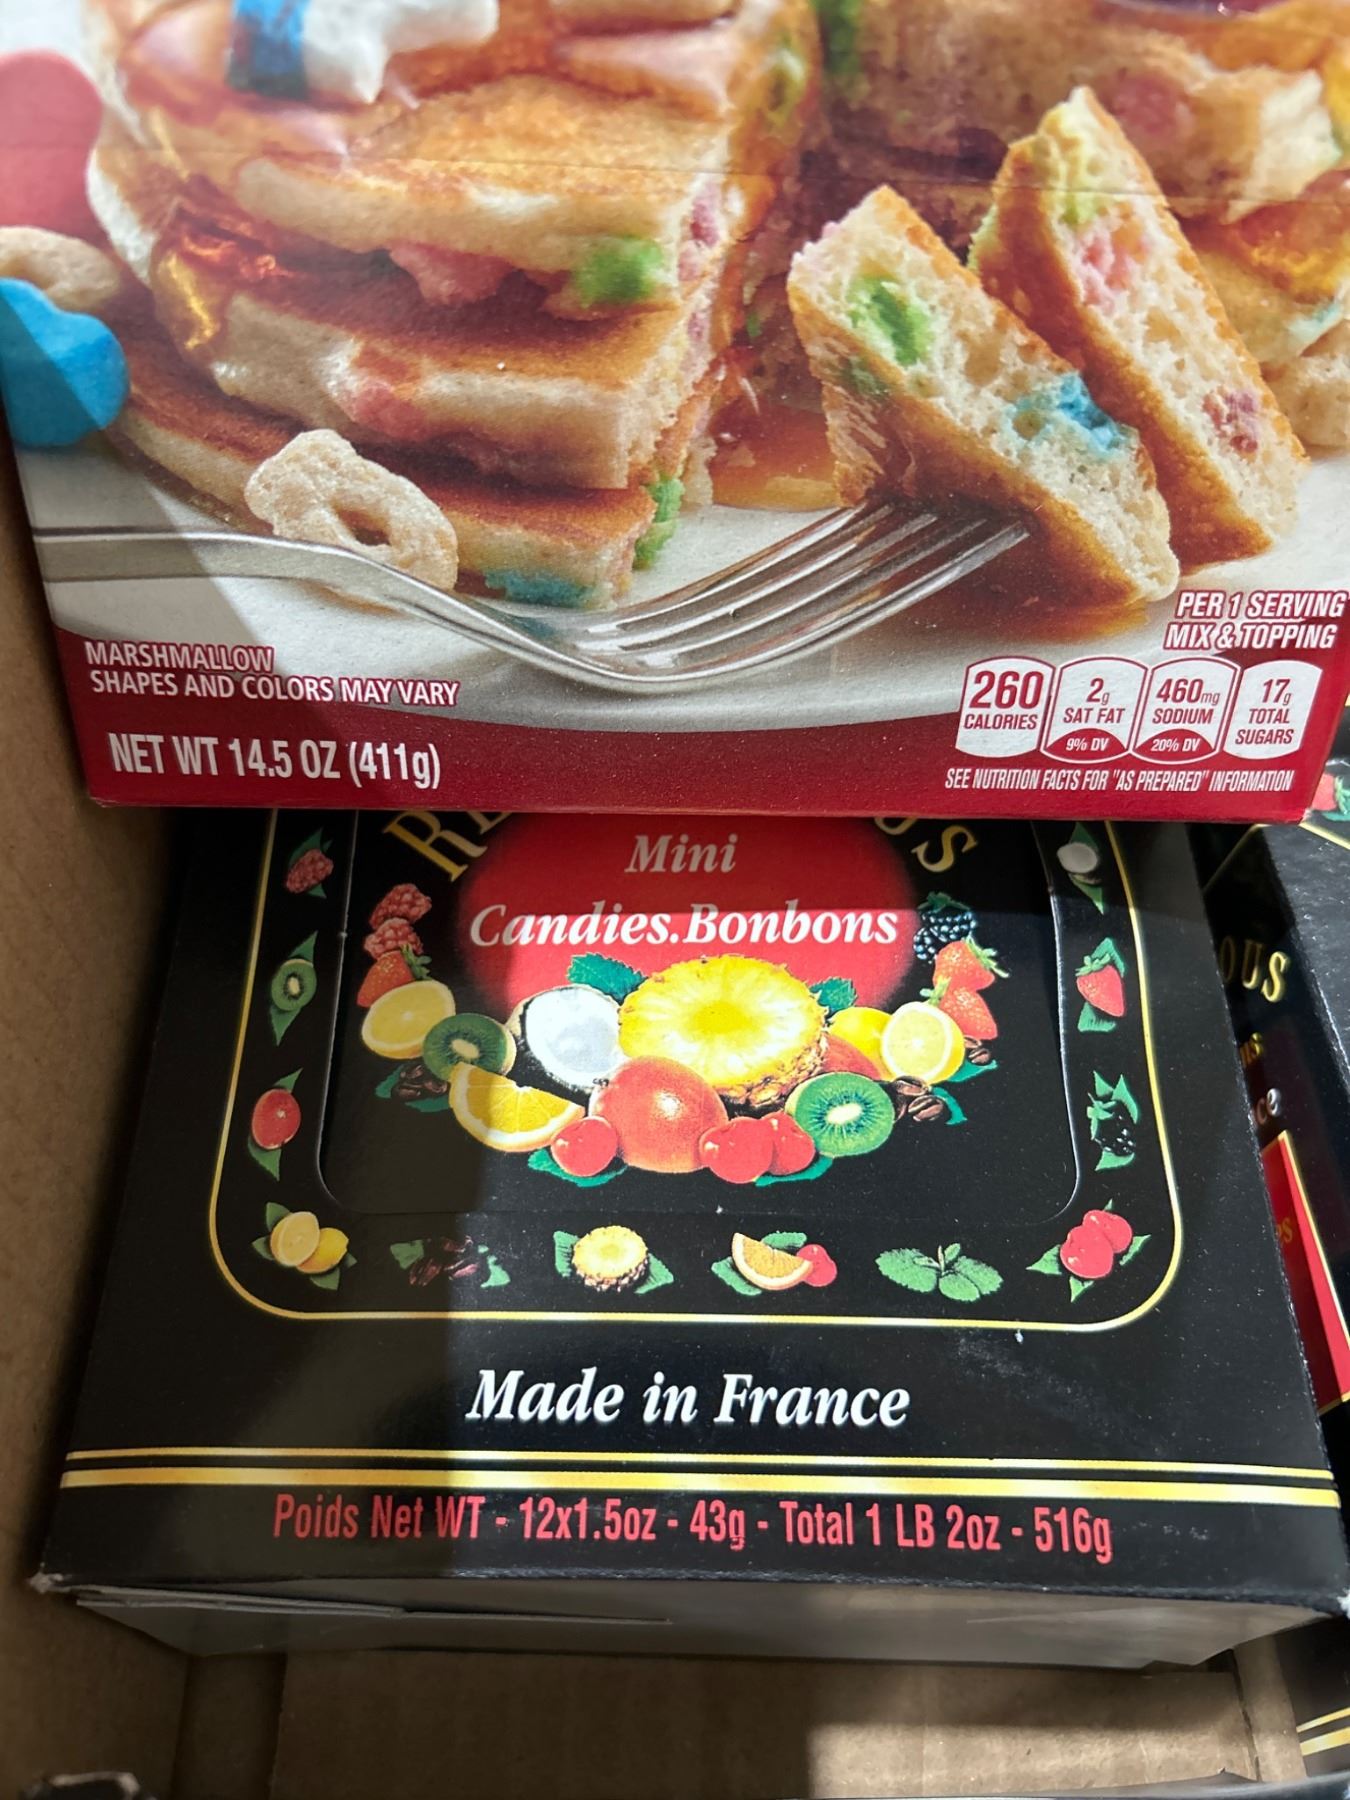 MARSHMALLOW
SHAPES AND COLORS MAY VARY
NET WT 14.5 OZ (411g)
PER 1 SERVING
MIX & TOPPING
260
CALORIES
2g
SAT FAT
9% DV
460mg
SODIUM
20% DV
17g
TOTAL
SUGARS
SEE NUTRITION FACTS FOR "AS PREPARED" INFORMATION
Mini
Candies.Bonbons
Made in France
Poids Net WT - 12x1.5oz - 43g - Total 1 LB 2oz - 516g